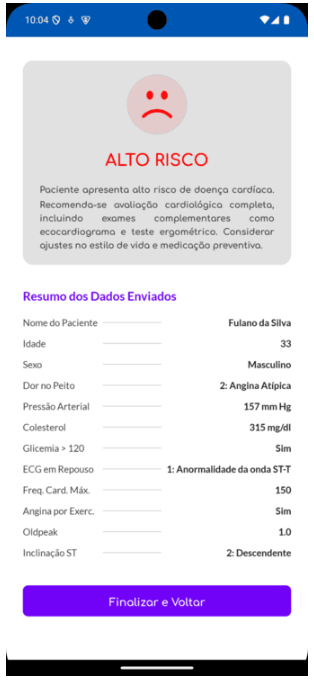 10:04
ALTO RISCO
Paciente apresenta alto risco de doença cardíaca.
Recomenda-se avaliação cardiológica completa,
incluindo exames complementares como
ecocardiograma e teste ergométrico. Considerar
ajustes no estilo de vida e medicação preventiva.
Resumo dos Dados Enviados
Nome do Paciente Fulano da Silva
Idade 33
Sexo Masculino
Dor no Peito 2: Angina Atípica
Pressão Arterial 157 mm Hg
Colesterol 315 mg/dl
Glicemia > 120 Sim
ECG em Repouso 1: Anormalidade da onda ST-T
Freq. Card. Máx. 150
Angina por Exerc. Sim
Oldpeak 1.0
Inclinação ST 2: Descendente
Finalizar e Voltar